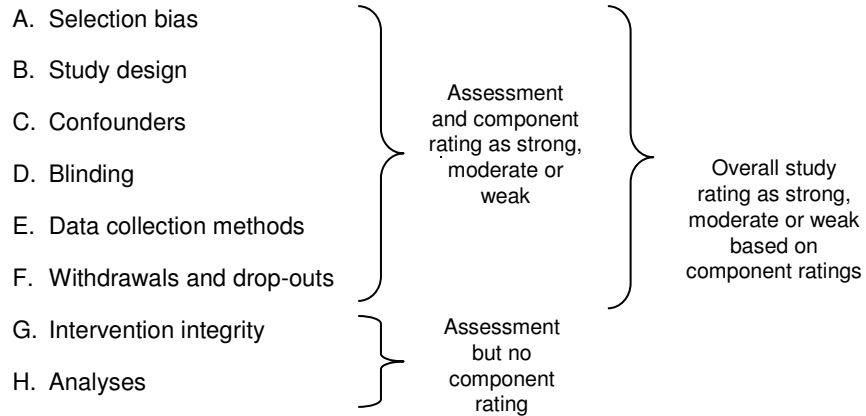 A. Selection bias
B. Study design
C. Confounders
D. Blinding
E. Data collection methods
F. Withdrawals and drop-outs
G. Intervention integrity
H. Analyses
Assessment
and component
rating as strong,
moderate or
weak
Assessment
but no
component
rating
Overall study
rating as strong,
moderate or weak
based on
component ratings